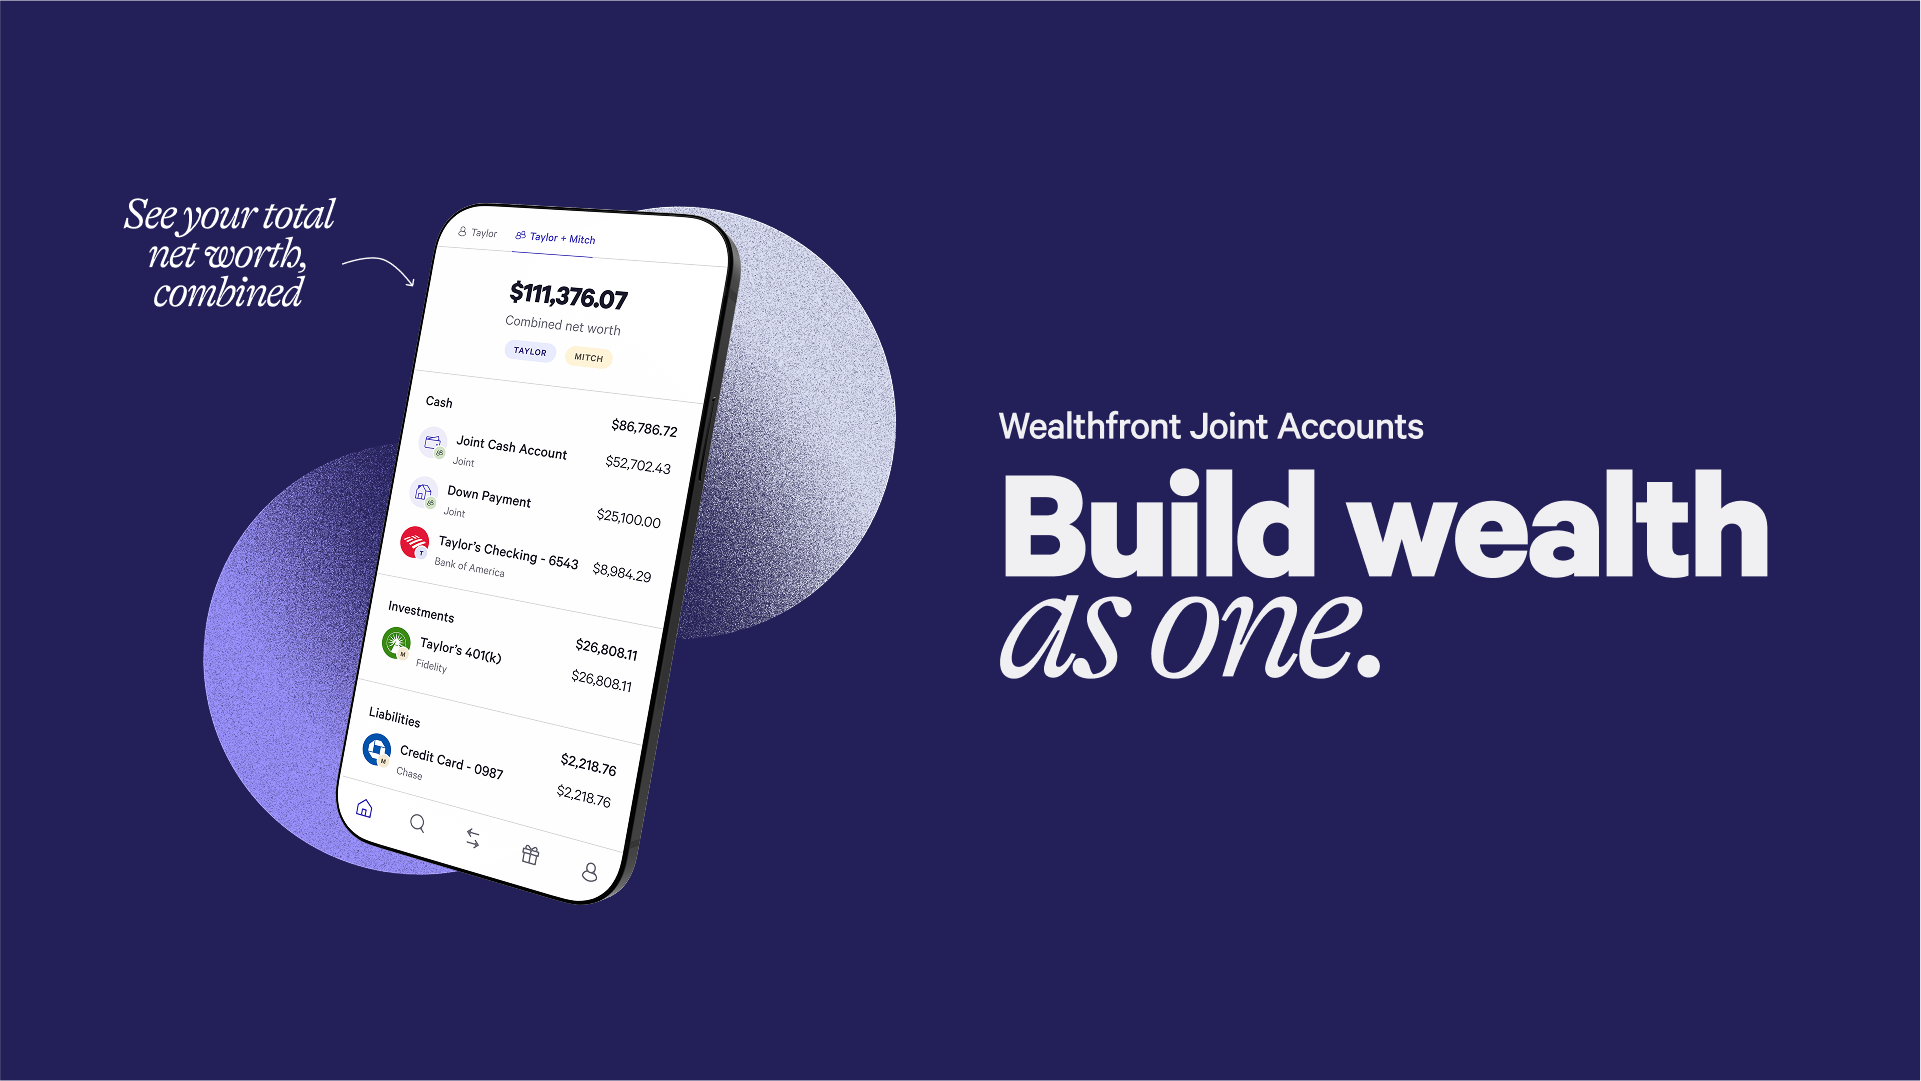 See your total
net worth,
combined
Taylor
Taylor + Mitch
$111,376.07
Combined net worth
TAYLOR
MITCH
Cash
$86,786.72
Joint Cash Account
$52,702.43
Joint
Down Payment
$25,100.00
Joint
Taylor's Checking - 6543
$8,984.29
T
Bank of America
Investments
$26,808.11
Taylor's 401(k)
$26,808.11
M
Fidelity
Liabilities
$2,218.76
Credit Card - 0987
$2,218.76
M
Chase
Wealthfront Joint Accounts
Build wealth
as one.